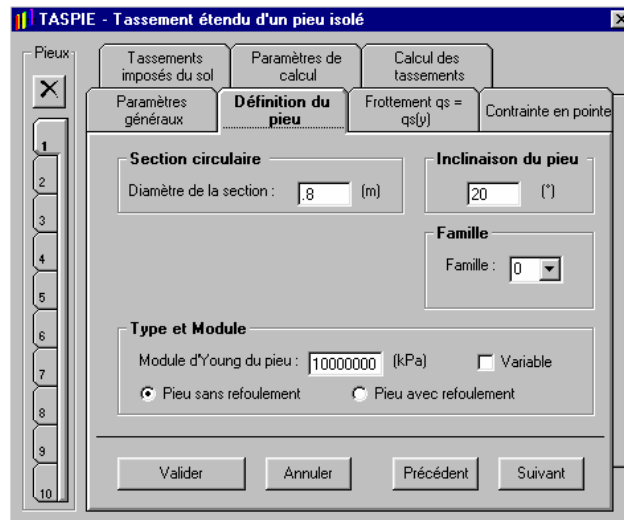 TASPIE - Tassement étendu d'un pieu isolé
Pieux
Tassements imposés du sol
Paramètres de calcul
Calcul des tassements
Paramètres généraux
Définition du pieu
Frottement qs = qs(y)
Contrainte en pointe
1
2
3
4
5
6
7
8
9
10
Section circulaire
Diamètre de la section : .8 (m)
Inclinaison du pieu
20 (°)
Famille
Famille : 0
Type et Module
Module d'Young du pieu : 10000000 (kPa) Variable
Pieu sans refoulement Pieu avec refoulement
Valider Annuler Précédent Suivant